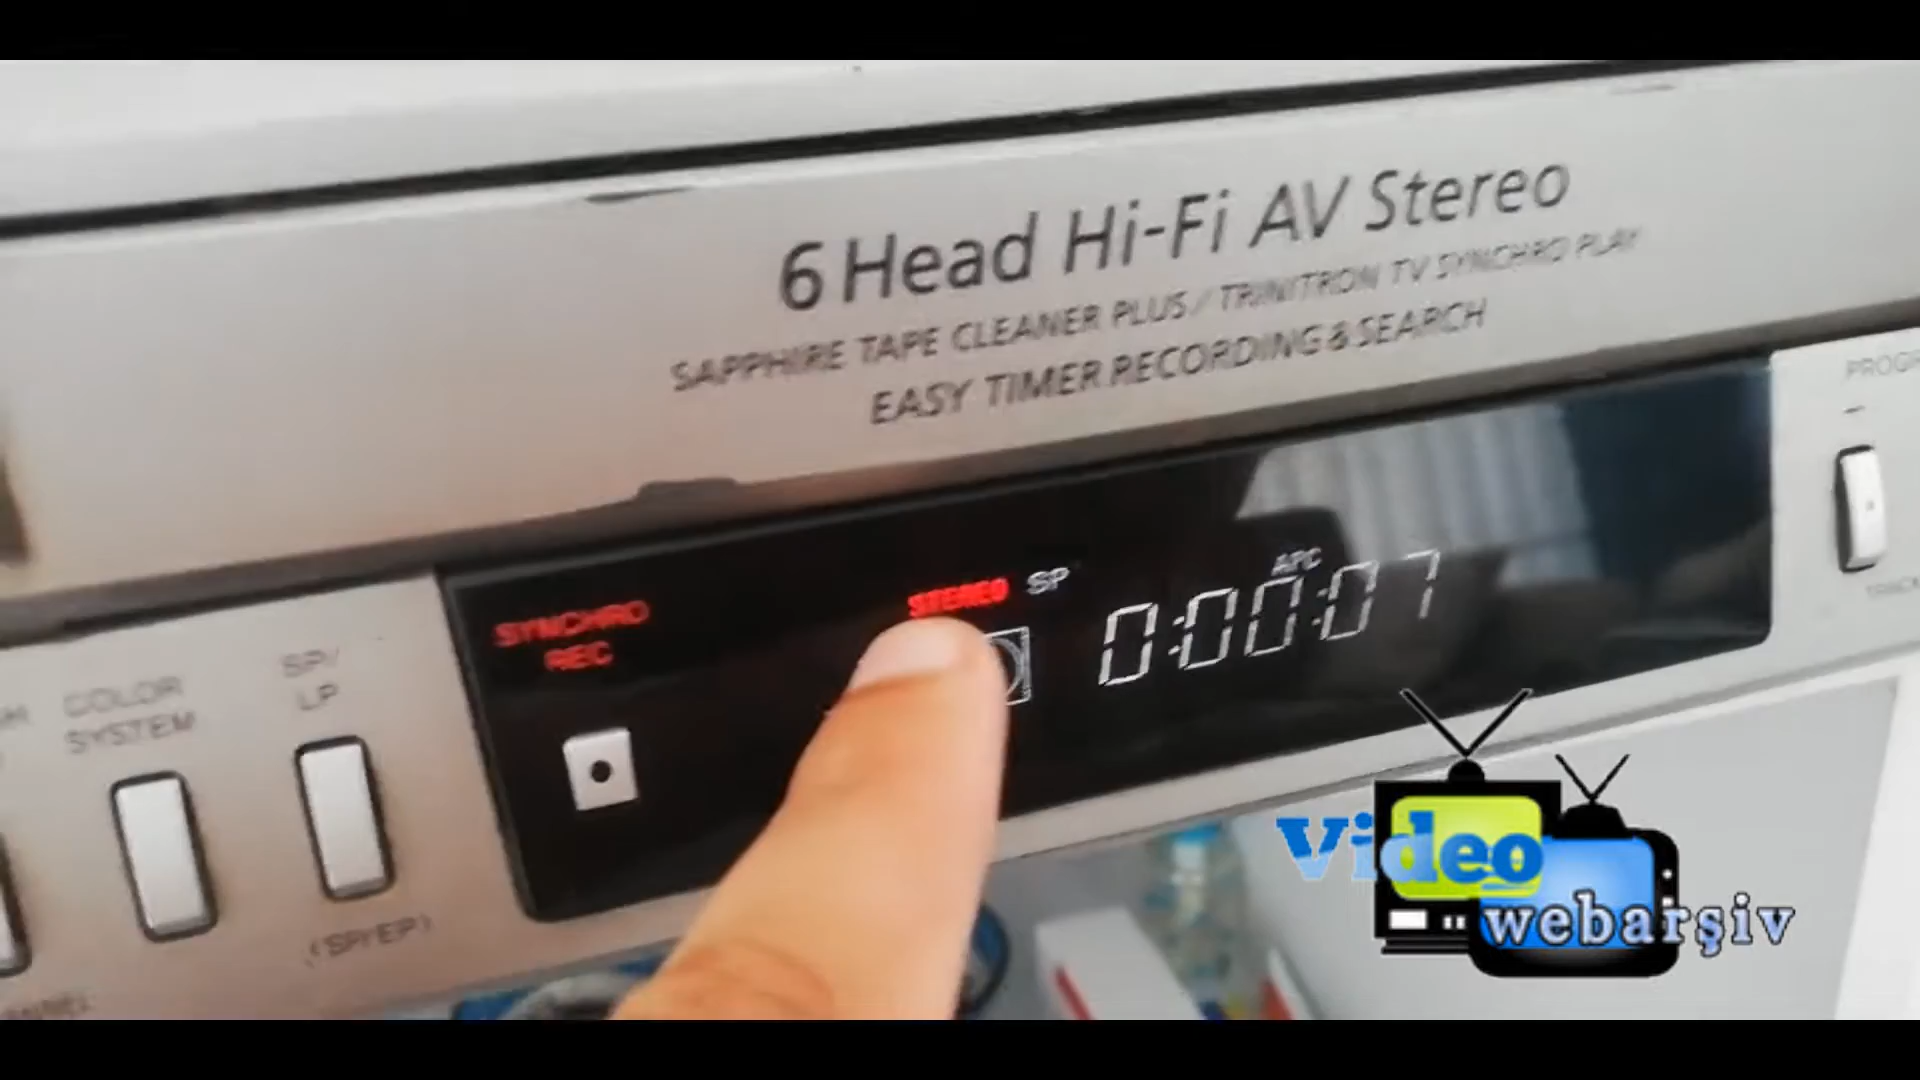 6 Head Hi-Fi AV Stereo
SAPPHIRE TAPE CLEANER PLUS / TRINITRON TV SYNCHRO PLAY
EASY TIMER RECORDING & SEARCH
SYNCHRO
REC
STEREO SP
APC
0:00:07
COLOR
SYSTEM
SP/
LP
(SP/EP)
Video
webarşiv